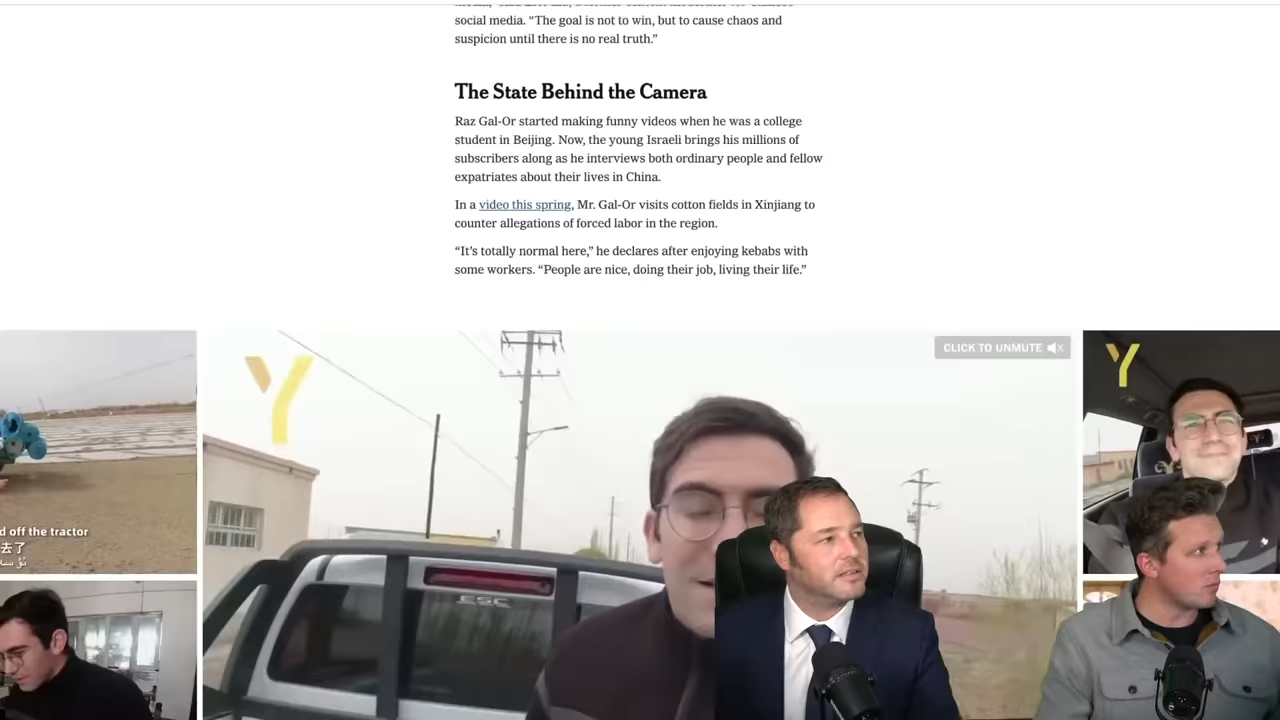 social media. “The goal is not to win, but to cause chaos and
suspicion until there is no real truth.”
The State Behind the Camera
Raz Gal-Or started making funny videos when he was a college
student in Beijing. Now, the young Israeli brings his millions of
subscribers along as he interviews both ordinary people and fellow
expatriates about their lives in China.
In a video this spring, Mr. Gal-Or visits cotton fields in Xinjiang to
counter allegations of forced labor in the region.
“It’s totally normal here,” he declares after enjoying kebabs with
some workers. “People are nice, doing their job, living their life.”
Y
CLICK TO UNMUTE
Y
ESC
d off the tractor
去了